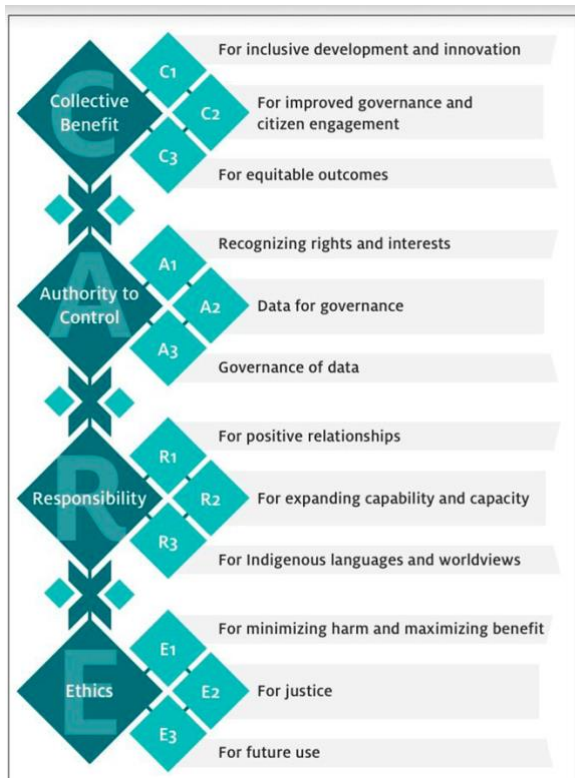 C
Collective
Benefit
C1
For inclusive development and innovation
C2
For improved governance and
citizen engagement
C3
For equitable outcomes
A
Authority to
Control
A1
Recognizing rights and interests
A2
Data for governance
A3
Governance of data
R
Responsibility
R1
For positive relationships
R2
For expanding capability and capacity
R3
For Indigenous languages and worldviews
E
Ethics
E1
For minimizing harm and maximizing benefit
E2
For justice
E3
For future use